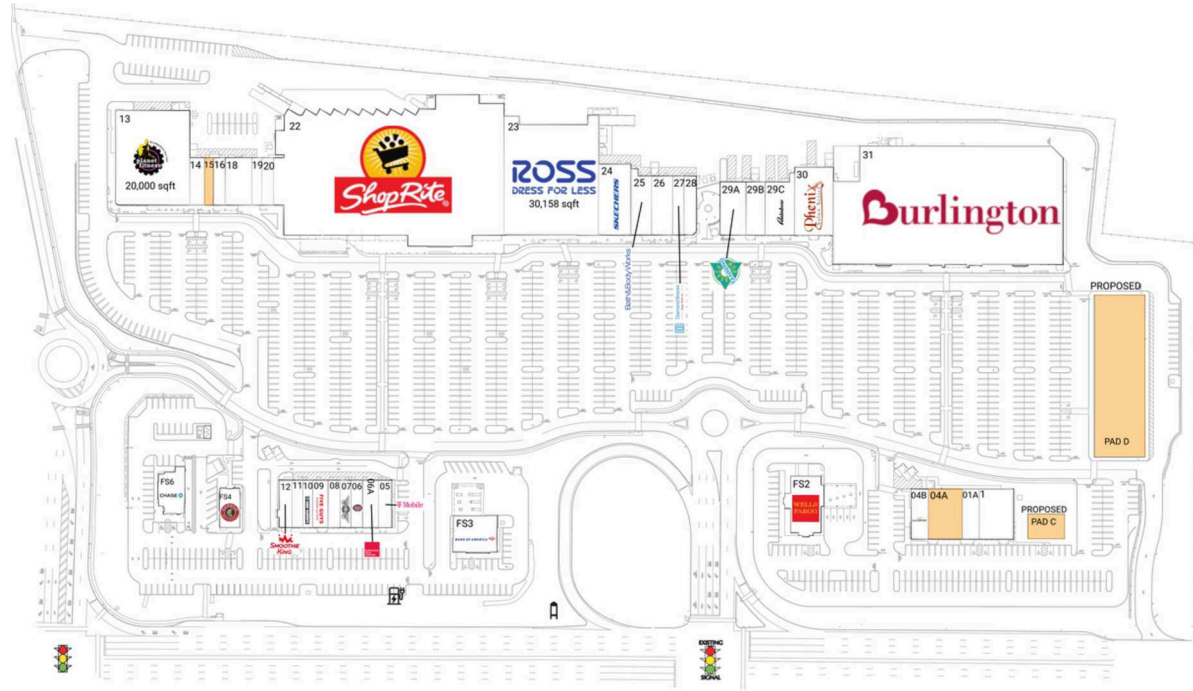 13
planet fitness
20,000 sqft
14
15
16
18
19
20
22
ShopRite
23
ROSS
DRESS FOR LESS
30,158 sqft
24
SKECHERS
25
26
27
28
29A
29B
29C
Rainbow
30
Phenix
31
Burlington
Bath&BodyWorks
PROPOSED
PAD D
FS6
CHASE
FS4
12
11
10
09
08
07
06
06A
05
FIVE GUYS
T Mobile
SMOOTHIE
KING
FS3
BANK OF AMERICA
FS2
WELLS
FARGO
04B
04A
01A
1
PROPOSED
PAD C
EXISTING
SIGNAL